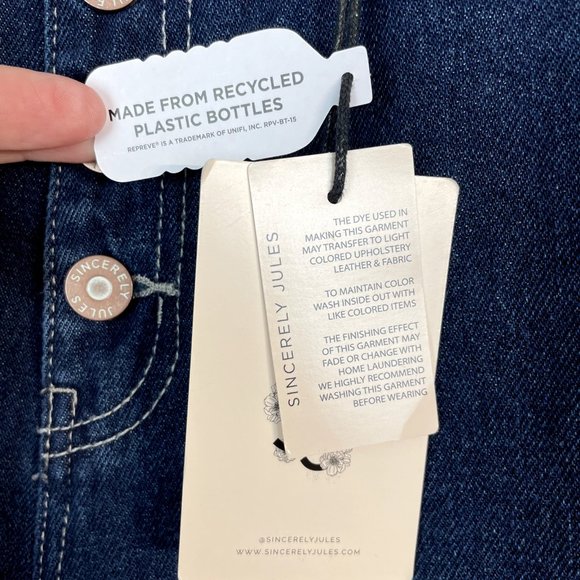 MADE FROM RECYCLED
PLASTIC BOTTLES
REPREVE® IS A TRADEMARK OF UNIFI, INC. RPV-BT-15
SINCERELY JULES
SINCERELY JULES
THE DYE USED IN
MAKING THIS GARMENT
MAY TRANSFER TO LIGHT
COLORED UPHOLSTERY
LEATHER & FABRIC
TO MAINTAIN COLOR
WASH INSIDE OUT WITH
LIKE COLORED ITEMS
THE FINISHING EFFECT
OF THIS GARMENT MAY
FADE OR CHANGE WITH
HOME LAUNDERING
WE HIGHLY RECOMMEND
WASHING THIS GARMENT
BEFORE WEARING
@SINCERELYJULES
WWW.SINCERELYJULES.COM